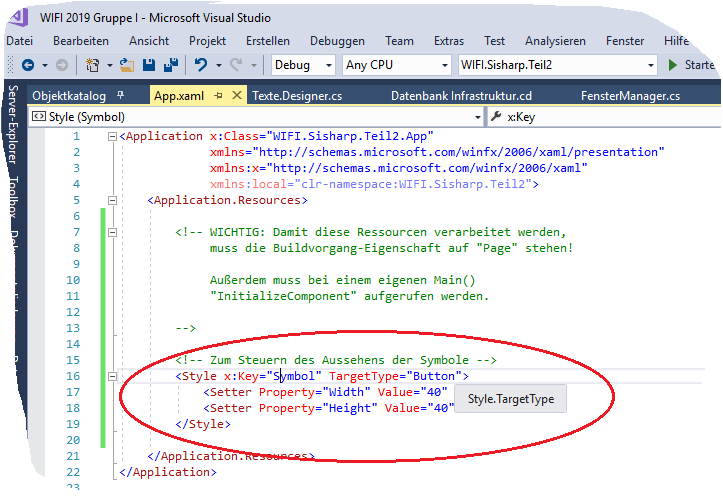 WIFI 2019 Gruppe I - Microsoft Visual Studio
Datei Bearbeiten Ansicht Projekt Erstellen Debuggen Team Extras Test Analysieren Fenster Hilfe
Debug Any CPU WIFI.Sisharp.Teil2 Starte
Server-Explorer
Toolbox
Objektkatalog App.xaml Texte.Designer.cs Datenbank Infrastruktur.cd FensterManager.cs
Style (Symbol) x:Key
1 <Application x:Class="WIFI.Sisharp.Teil2.App"
2 xmlns="http://schemas.microsoft.com/winfx/2006/xaml/presentation"
3 xmlns:x="http://schemas.microsoft.com/winfx/2006/xaml"
4 xmlns:local="clr-namespace:WIFI.Sisharp.Teil2">
5 <Application.Resources>
6
7 <!-- WICHTIG: Damit diese Ressourcen verarbeitet werden,
8 muss die Buildvorgang-Eigenschaft auf "Page" stehen!
9
10 Außerdem muss bei einem eigenen Main()
11 "InitializeComponent" aufgerufen werden.
12
13 -->
14
15 <!-- Zum Steuern des Aussehens der Symbole -->
16 <Style x:Key="Symbol" TargetType="Button">
17 <Setter Property="Width" Value="40"
18 <Setter Property="Height" Value="40"
Style.TargetType
19 </Style>
20
21 </Application.Resources>
22 </Application>
23